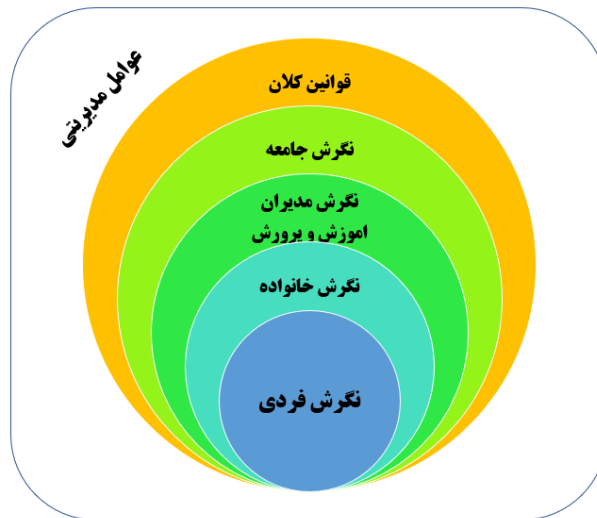 عوامل مدیریتی
قوانین کلان
نگرش جامعه
نگرش مدیران
اموزش و پرورش
نگرش خانواده
نگرش فردی